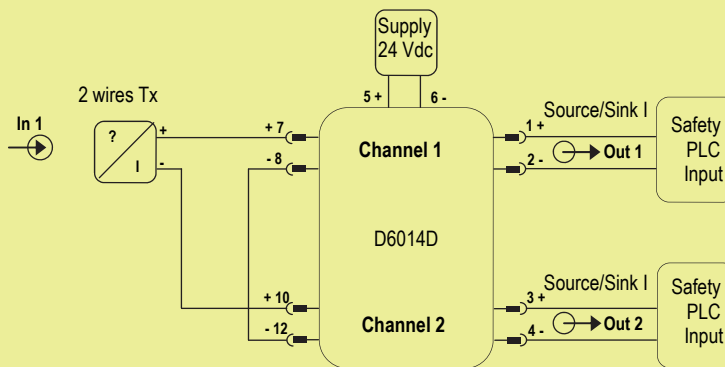 Supply
24 Vdc
5 +
6 -
2 wires Tx
In 1
?
I
+
-
+ 7
- 8
Channel 1
1 +
2 -
Source/Sink I
Out 1
Safety
PLC
Input
D6014D
+ 10
- 12
Channel 2
3 +
4 -
Source/Sink I
Out 2
Safety
PLC
Input